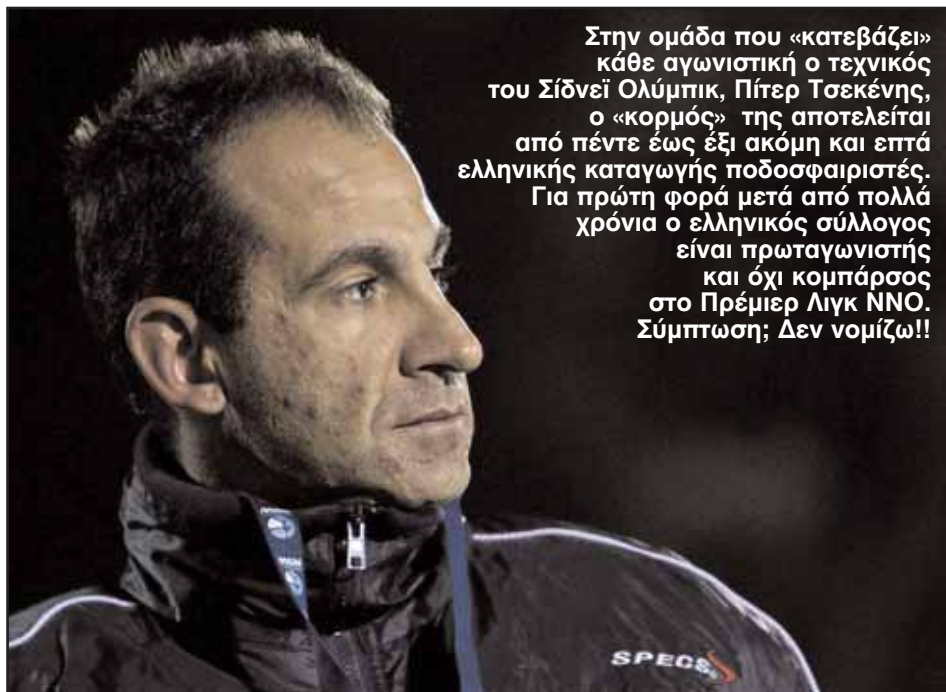 Στην ομάδα που «κατεβάζει»
κάθε αγωνιστική ο τεχνικός
του Σίδνεϊ Ολύμπικ, Πίτερ Τσεκένης,
ο «κορμός» της αποτελείται
από πέντε έως έξι ακόμη και επτά
ελληνικής καταγωγής ποδοσφαιριστές.
Για πρώτη φορά μετά από πολλά
χρόνια ο ελληνικός σύλλογος
είναι πρωταγωνιστής
και όχι κομπάρσος
στο Πρέμιερ Λιγκ ΝΝΟ.
Σύμπτωση; Δεν νομίζω!!
SPECS